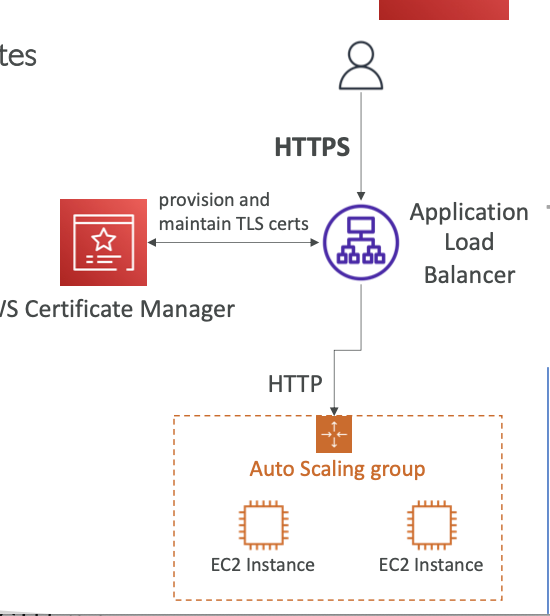 tes
HTTPS
provision and
maintain TLS certs
Application
Load
Balancer
VS Certificate Manager
HTTP
Auto Scaling group
EC2 Instance
EC2 Instance